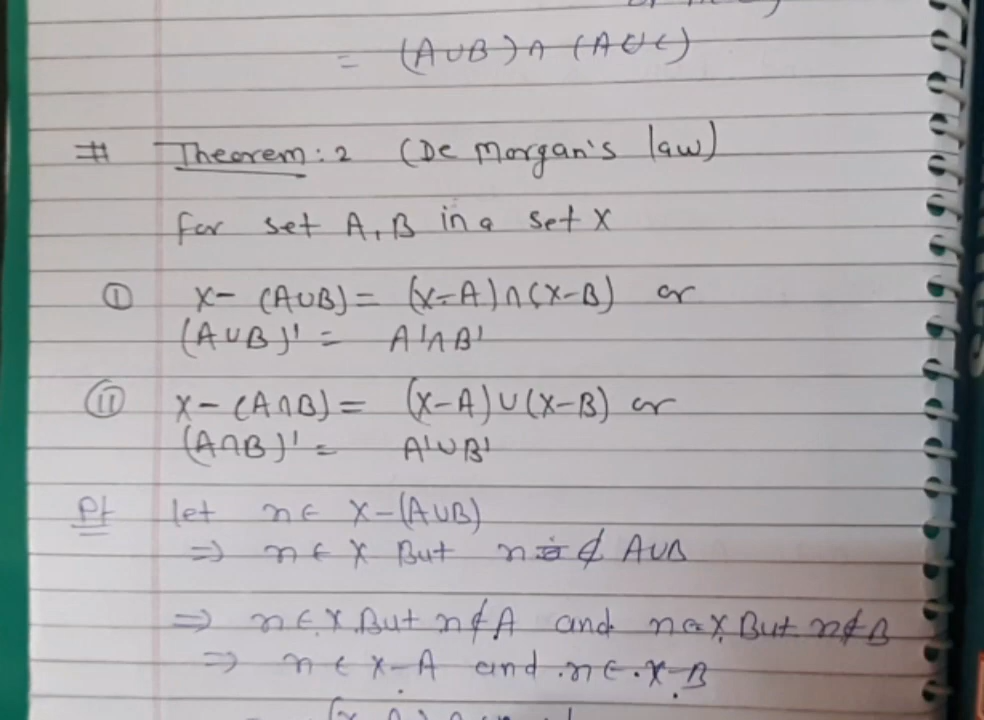 = (A∪B)∩(A∪C)
# Theorem: 2 (De Morgan's law)
For set A, B in a set X
(i) X-(A∪B)= (X-A)∩(X-B) or
(A∪B)' = A'∩B'
(ii) X-(A∩B)= (X-A)∪(X-B) or
(A∩B)' = A'∪B'
Pf let n∈ X-(A∪B)
=> n∈ X But n ∉ A∪B
=> n∈X But n∉A and n∈X But n∉B
=> n∈ X-A and n∈ X-B